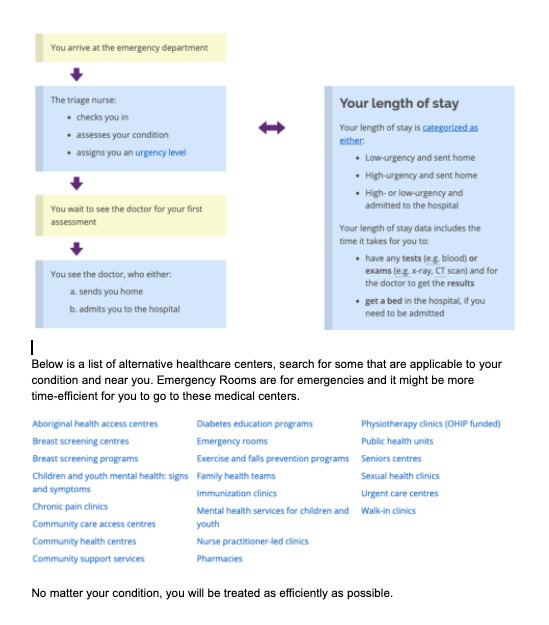 You arrive at the emergency department
The triage nurse:
• checks you in
• assesses your condition
• assigns you an urgency level
You wait to see the doctor for your first
assessment
You see the doctor, who either:
a. sends you home
b. admits you to the hospital
Your length of stay
Your length of stay is categorized as
either:
• Low-urgency and sent home
• High-urgency and sent home
• High- or low-urgency and
admitted to the hospital
Your length of stay data includes the
time it takes for you to:
• have any tests (e.g. blood) or
exams (e.g. x-ray, CT scan) and for
the doctor to get the results
• get a bed in the hospital, if you
need to be admitted
Below is a list of alternative healthcare centers, search for some that are applicable to your
condition and near you. Emergency Rooms are for emergencies and it might be more
time-efficient for you to go to these medical centers.
Aboriginal health access centres
Breast screening centres
Breast screening programs
Children and youth mental health: signs
and symptoms
Chronic pain clinics
Community care access centres
Community health centres
Community support services
Diabetes education programs
Emergency rooms
Exercise and falls prevention programs
Family health teams
Immunization clinics
Mental health services for children and
youth
Nurse practitioner-led clinics
Pharmacies
Physiotherapy clinics (OHIP funded)
Public health units
Seniors centres
Sexual health clinics
Urgent care centres
Walk-in clinics
No matter your condition, you will be treated as efficiently as possible.